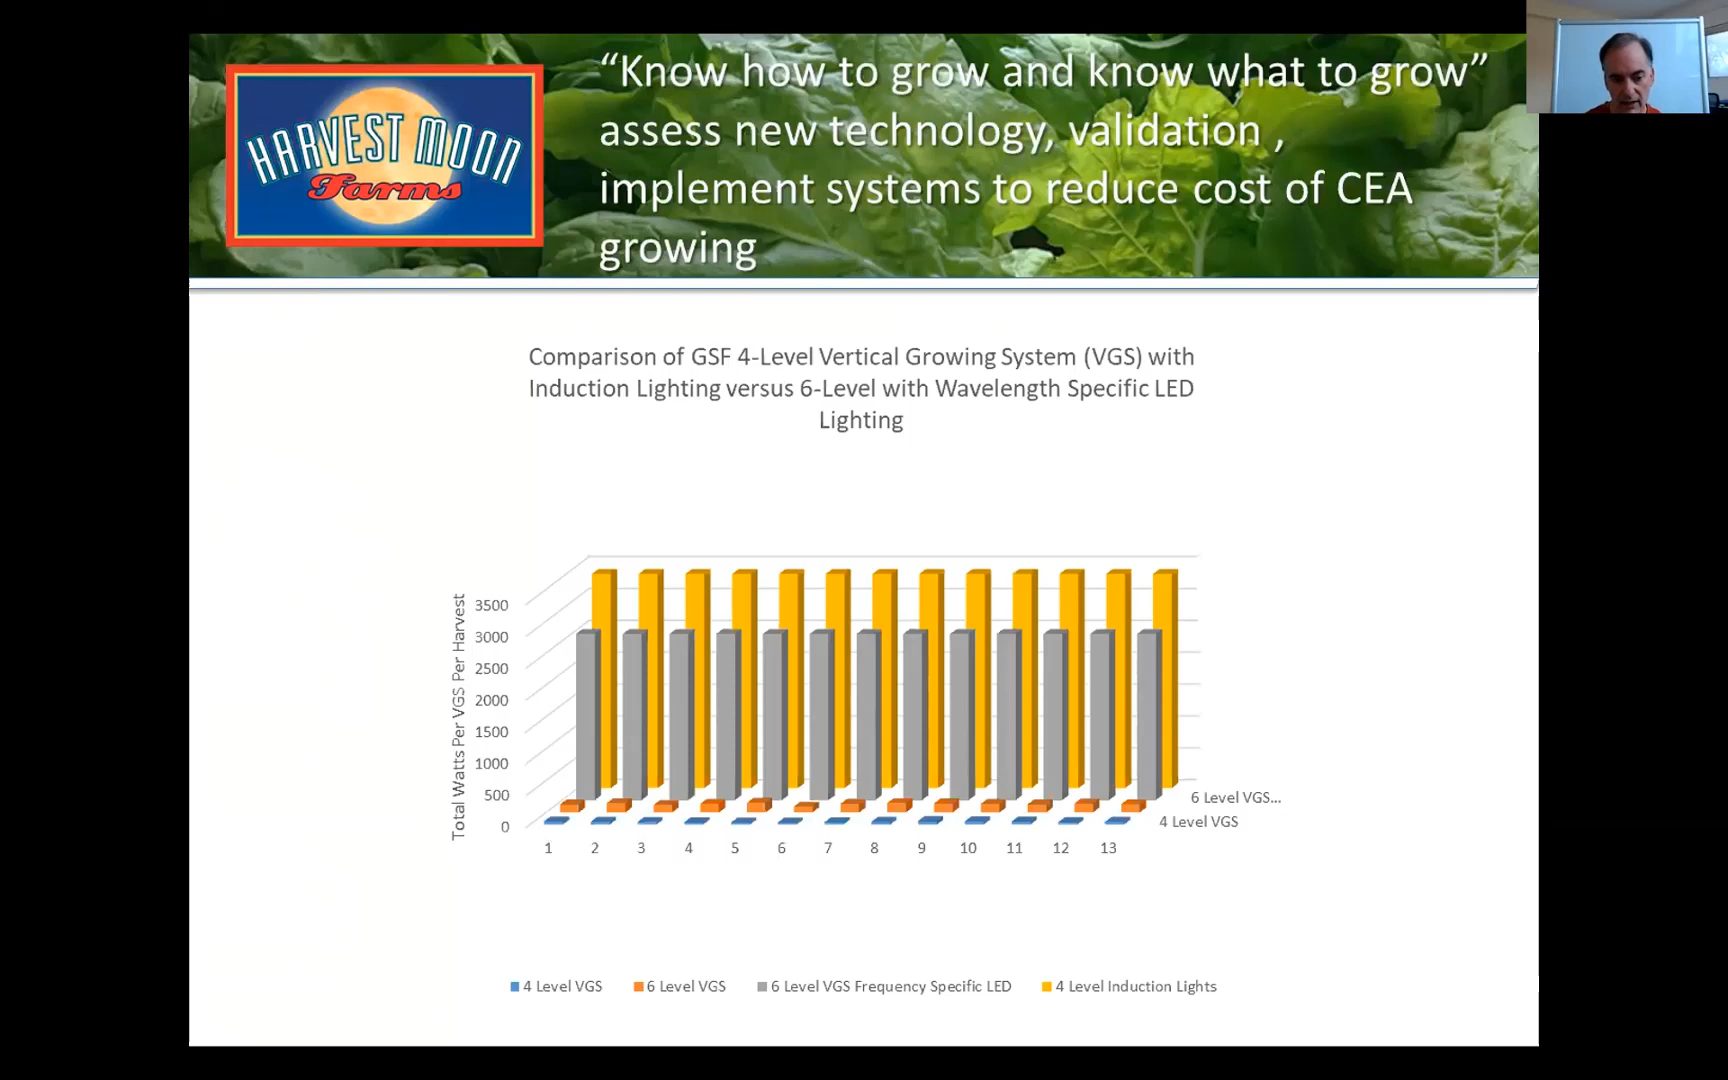 HARVEST MOON
Farms
“Know how to grow and know what to grow”
assess new technology, validation ,
implement systems to reduce cost of CEA
growing
Comparison of GSF 4-Level Vertical Growing System (VGS) with
Induction Lighting versus 6-Level with Wavelength Specific LED
Lighting
Total Watts Per VGS Per Harvest
3500
3000
2500
2000
1500
1000
500
0
1 2 3 4 5 6 7 8 9 10 11 12 13
6 Level VGS...
4 Level VGS
4 Level VGS 6 Level VGS 6 Level VGS Frequency Specific LED 4 Level Induction Lights